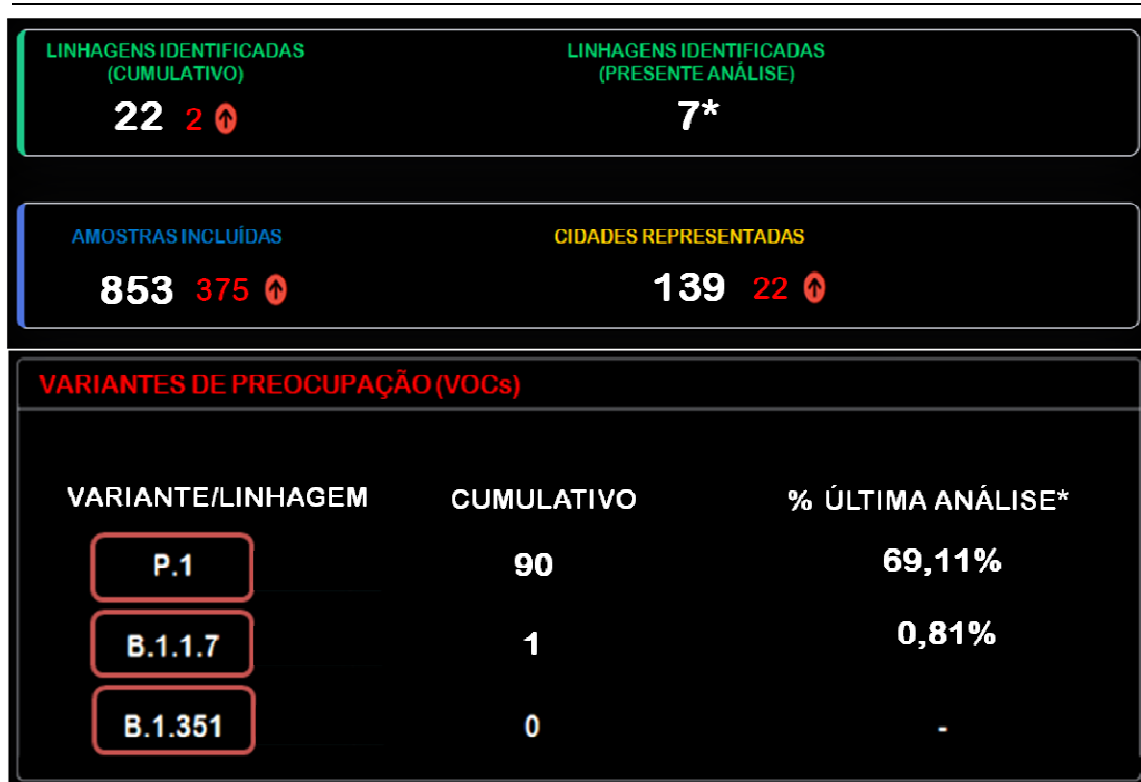 LINHAGENS IDENTIFICADAS
(CUMULATIVO)
22 2
LINHAGENS IDENTIFICADAS
(PRESENTE ANÁLISE)
7*
AMOSTRAS INCLUÍDAS
853 375
CIDADES REPRESENTADAS
139 22
VARIANTES DE PREOCUPAÇÃO (VOCs)
VARIANTE/LINHAGEM CUMULATIVO % ÚLTIMA ANÁLISE*
P.1 90 69,11%
B.1.1.7 1 0,81%
B.1.351 0 -